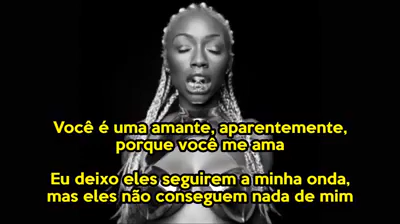 Você é uma amante, aparentemente,
porque você me ama
Eu deixo eles seguirem a minha onda,
mas eles não conseguem nada de mim